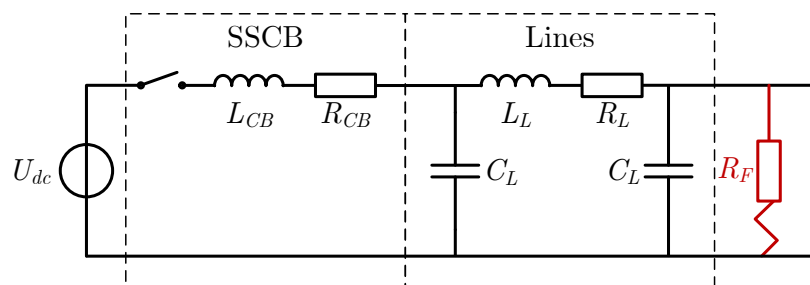 SSCB Lines
L_CB R_CB L_L R_L
U_dc C_L C_L R_F